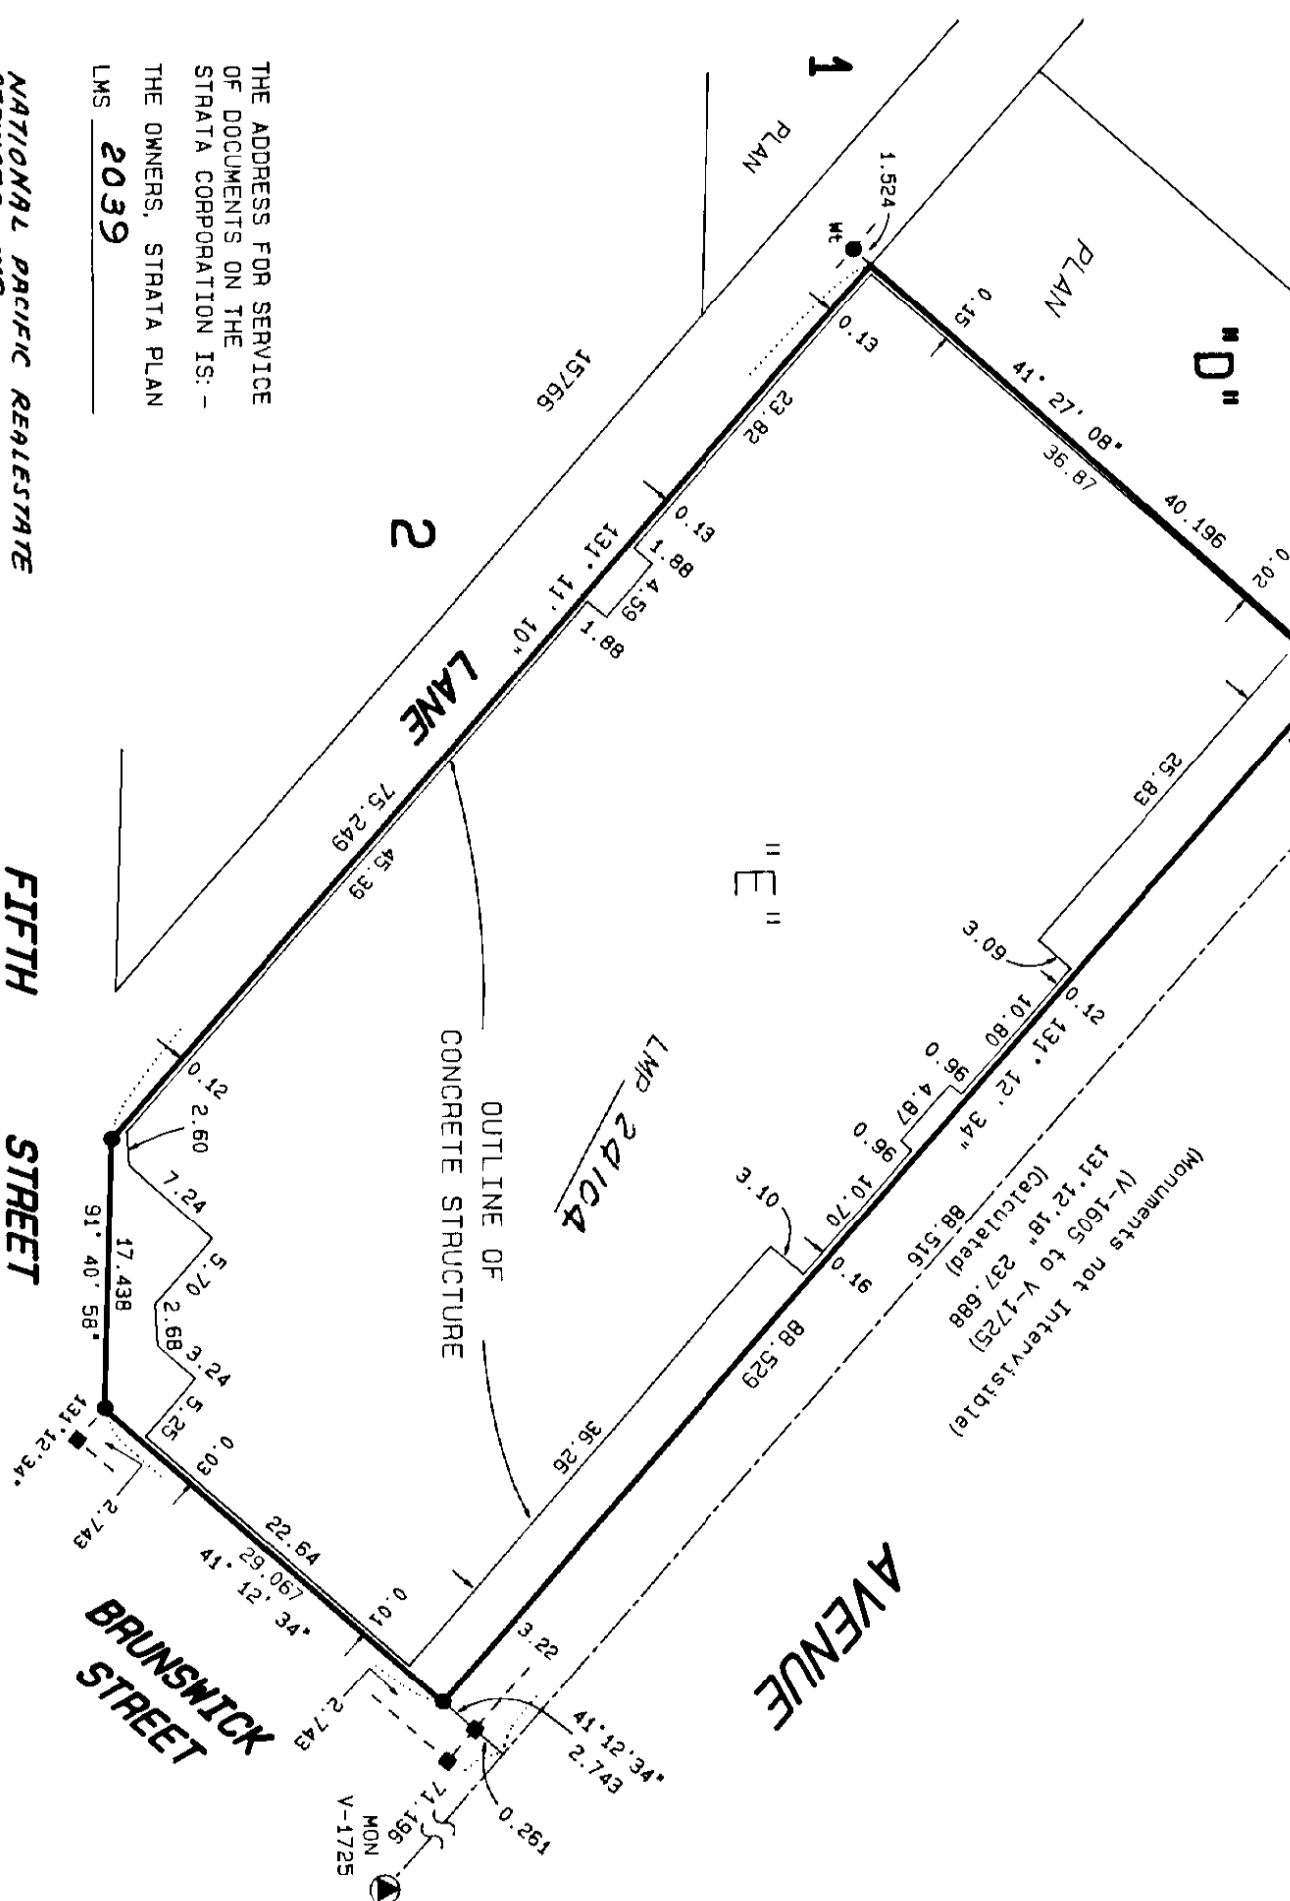 THE ADDRESS FOR SERVICE
OF DOCUMENTS ON THE
STRATA CORPORATION IS:-
THE OWNERS, STRATA PLAN
LMS 2039
NATIONAL PACIFIC REALESTATE
1
PLAN
1.524
Wt
PLAN
"D"
0.15
41° 27' 08"
36.87
40.196
0.02
0.13
23.82
15766
0.13
1.88
4.59
1.88
131° 11' 10"
2
LANE
75.249
45.39
25.83
"E"
3.09
0.12
10.80
131° 12' 34"
0.96
4.87
0.96
10.70
3.10
0.16
88.516
88.529
(Monuments not Intervisible)
(V-1605 to V-1725)
131°12'18" 237.688
(Calculated)
LMP 24104
OUTLINE OF
CONCRETE STRUCTURE
36.26
0.12
2.60
7.24
5.70
2.68
3.24
5.25
0.03
17.438
91° 40' 58"
131°12'34"
2.743
22.64
29.067
41° 12' 34"
0.01
3.22
2.743
41°12'34"
2.743
0.261
71.196
MON
V-1725
FIFTH STREET
BRUNSWICK
STREET
AVENUE